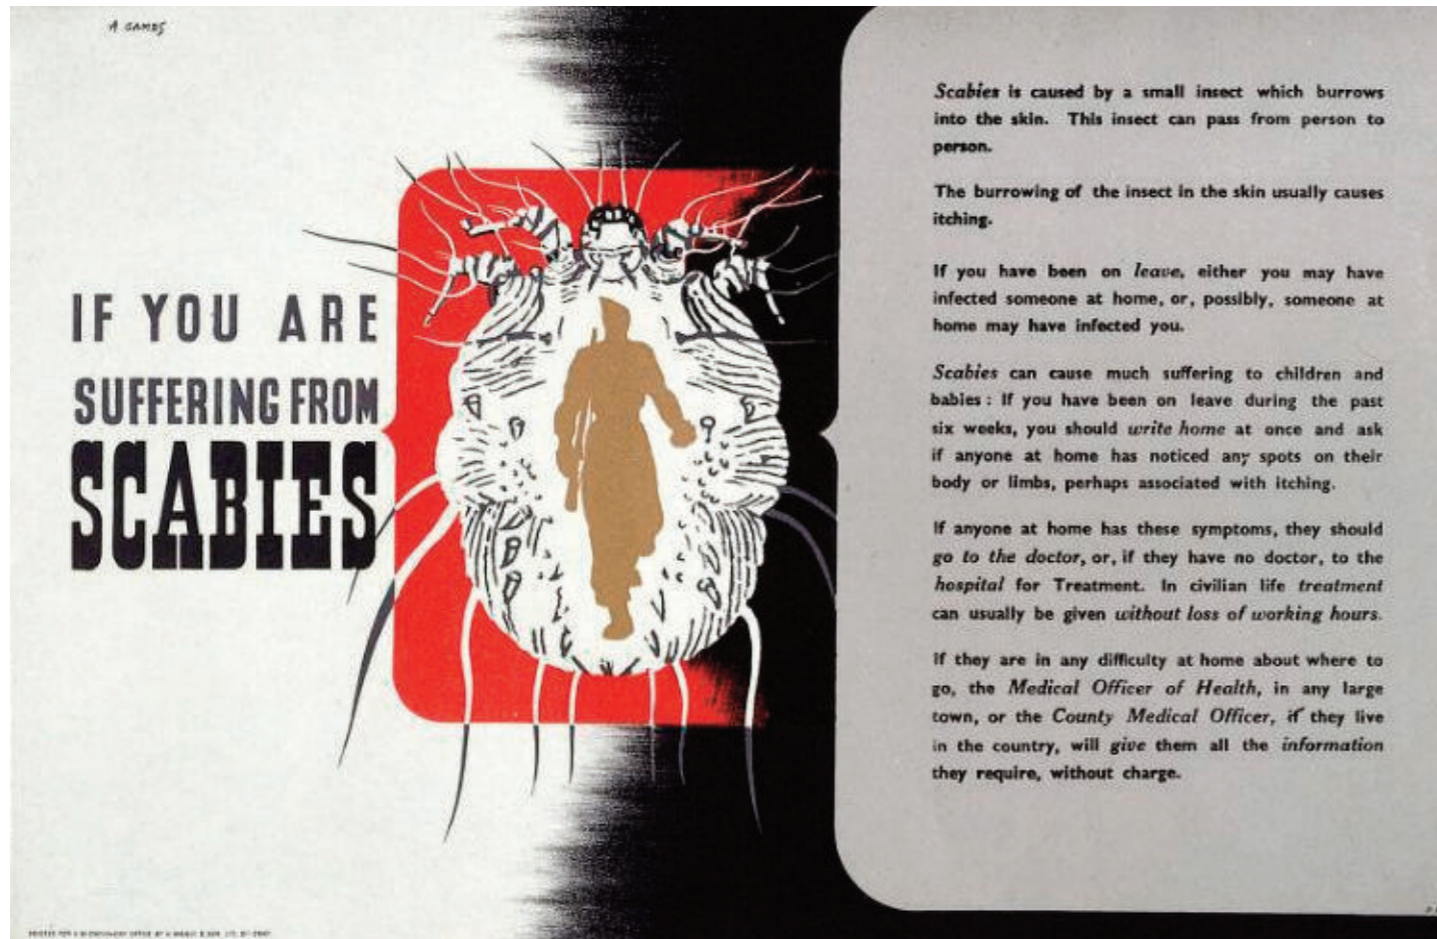 A GAMES
IF YOU ARE
SUFFERING FROM
SCABIES
Scabies is caused by a small insect which burrows
into the skin. This insect can pass from person to
person.
The burrowing of the insect in the skin usually causes
itching.
If you have been on leave, either you may have
infected someone at home, or, possibly, someone at
home may have infected you.
Scabies can cause much suffering to children and
babies : If you have been on leave during the past
six weeks, you should write home at once and ask
if anyone at home has noticed any spots on their
body or limbs, perhaps associated with itching.
If anyone at home has these symptoms, they should
go to the doctor, or, if they have no doctor, to the
hospital for Treatment. In civilian life treatment
can usually be given without loss of working hours.
If they are in any difficulty at home about where to
go, the Medical Officer of Health, in any large
town, or the County Medical Officer, if they live
in the country, will give them all the information
they require, without charge.
PRINTED FOR H M STATIONERY OFFICE BY